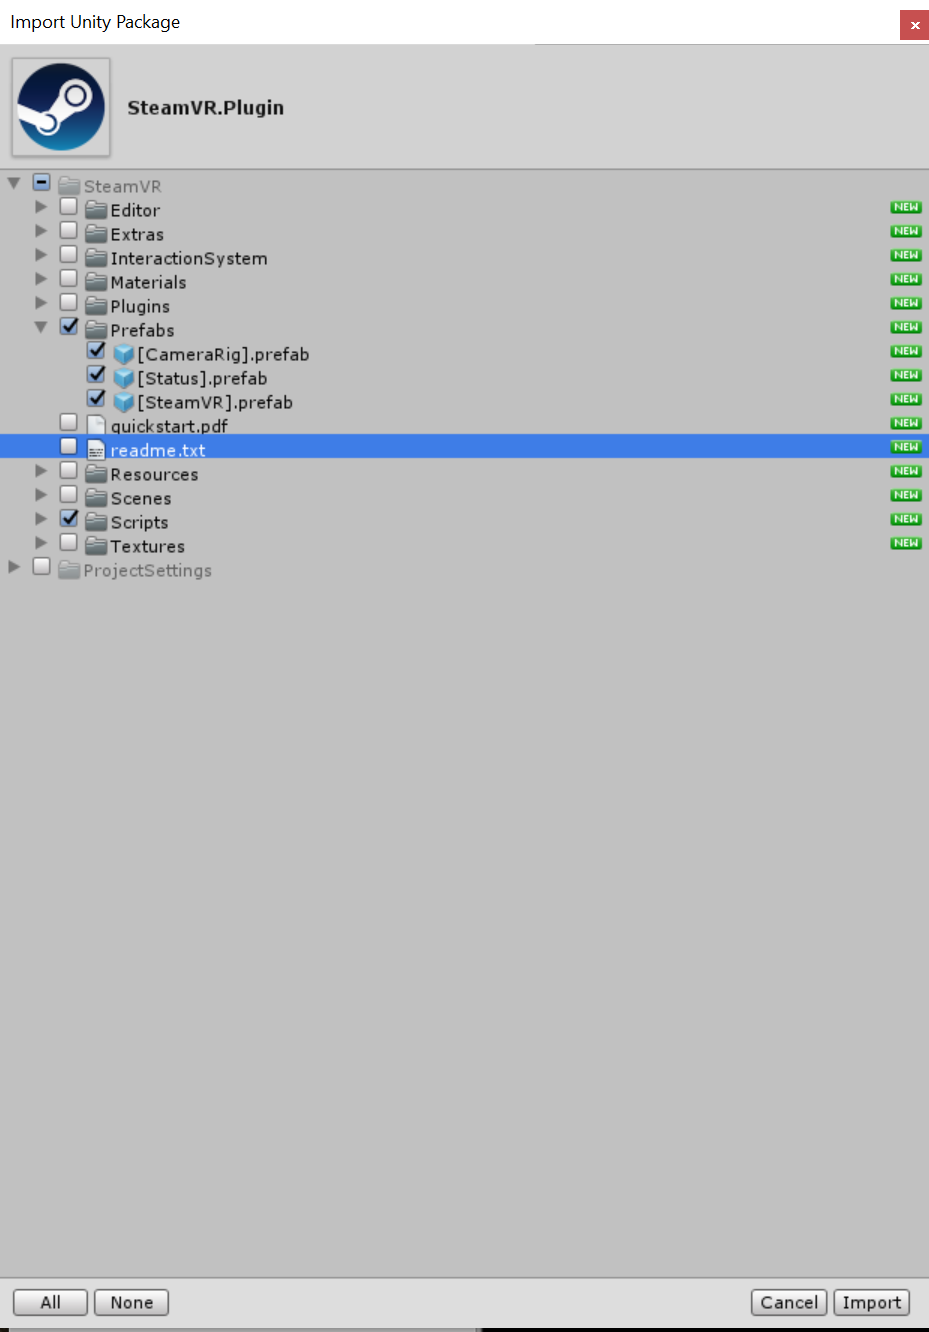 Import Unity Package
SteamVR.Plugin
SteamVR
Editor NEW
Extras NEW
InteractionSystem NEW
Materials NEW
Plugins NEW
Prefabs NEW
[CameraRig].prefab NEW
[Status].prefab NEW
[SteamVR].prefab NEW
quickstart.pdf NEW
readme.txt NEW
Resources NEW
Scenes NEW
Scripts NEW
Textures NEW
ProjectSettings
All None Cancel Import